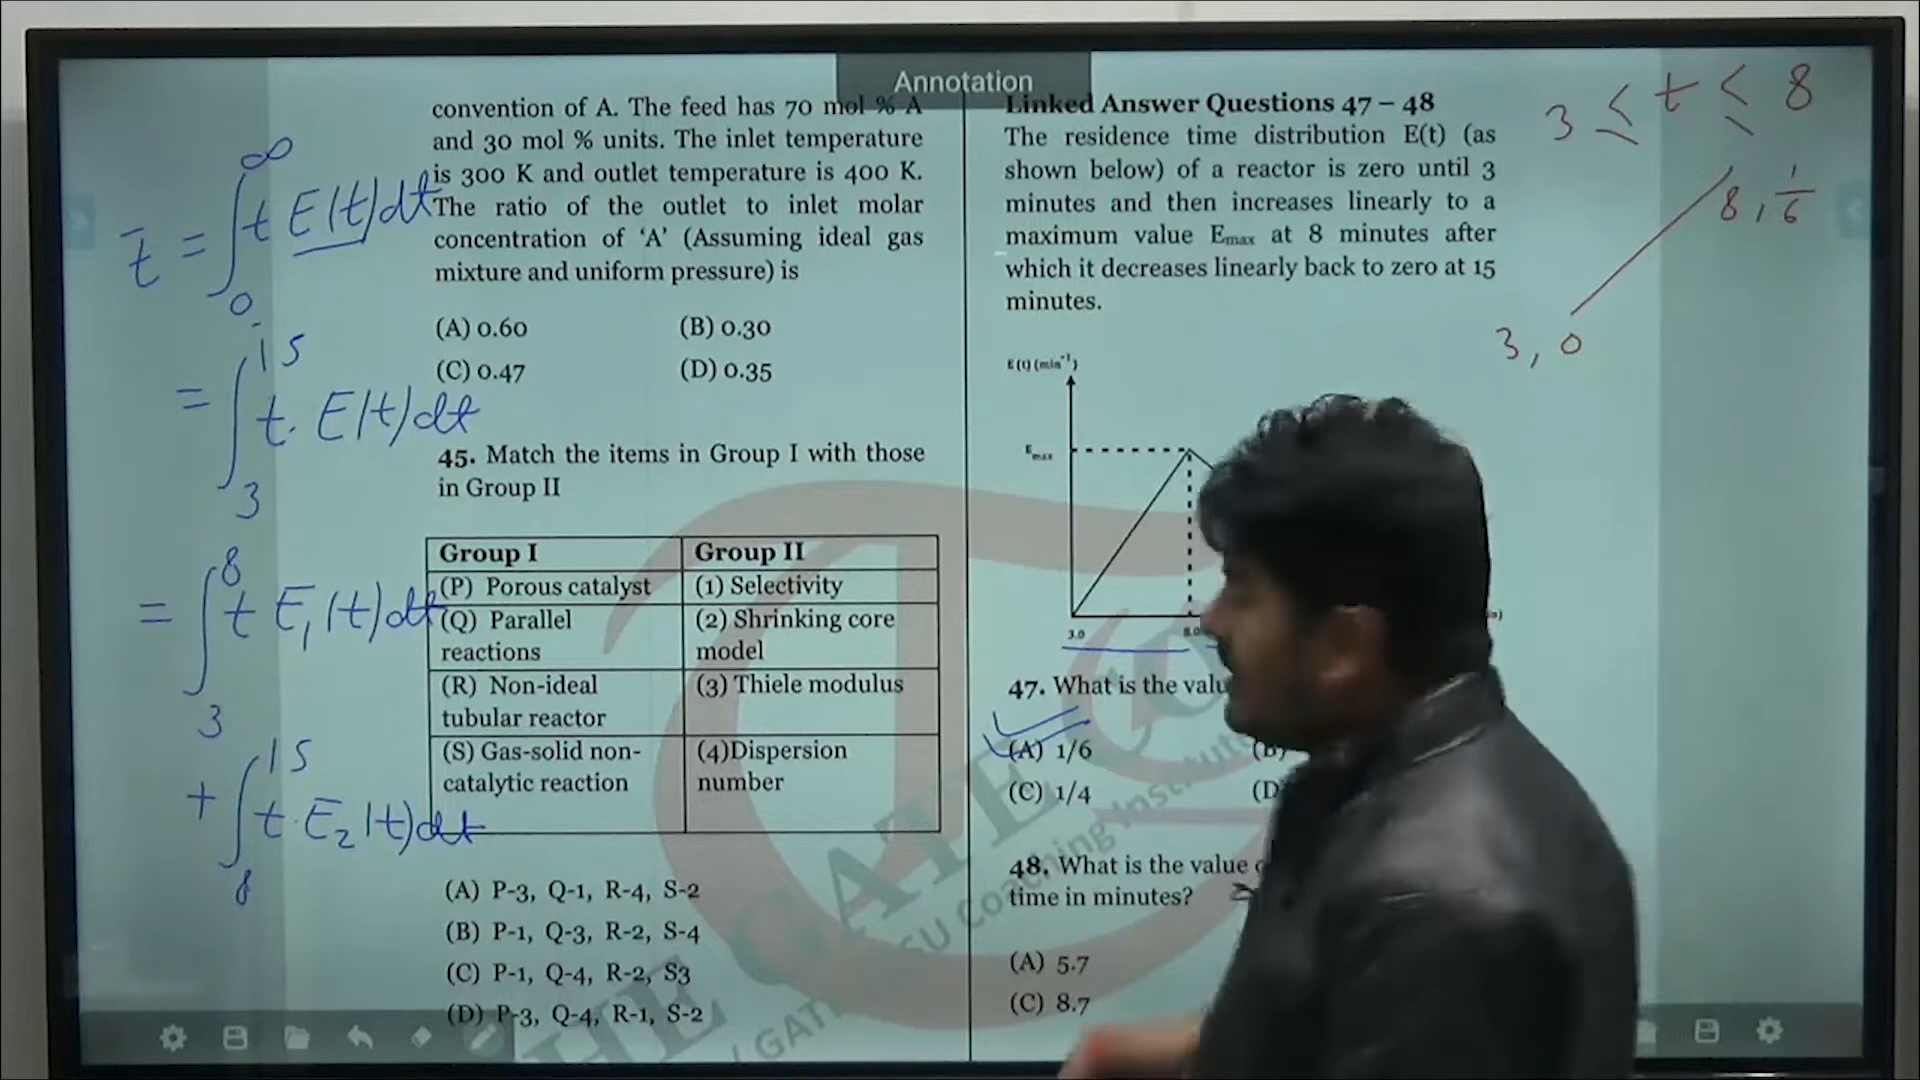 Annotation
convention of A. The feed has 70 mol % A
and 30 mol % units. The inlet temperature
is 300 K and outlet temperature is 400 K.
The ratio of the outlet to inlet molar
concentration of 'A' (Assuming ideal gas
mixture and uniform pressure) is
(A) 0.60 (B) 0.30
(C) 0.47 (D) 0.35
45. Match the items in Group I with those
in Group II
Group I Group II
(P) Porous catalyst (1) Selectivity
(Q) Parallel reactions (2) Shrinking core model
(R) Non-ideal tubular reactor (3) Thiele modulus
(S) Gas-solid non-catalytic reaction (4)Dispersion number
(A) P-3, Q-1, R-4, S-2
(B) P-1, Q-3, R-2, S-4
(C) P-1, Q-4, R-2, S3
(D) P-3, Q-4, R-1, S-2
t̄ = ∫₀^∞ t E(t)dt
= ∫₃^15 t. E(t)dt
= ∫₃^8 t E₁(t)dt
+ ∫₈^15 t. E₂(t)dt
Linked Answer Questions 47 – 48
The residence time distribution E(t) (as
shown below) of a reactor is zero until 3
minutes and then increases linearly to a
maximum value Emax at 8 minutes after
which it decreases linearly back to zero at 15
minutes.
E(t) (min⁻¹)
Emax
3.0 8.0
47. What is the valu
(A) 1/6 (B)
(C) 1/4 (D
48. What is the value
time in minutes?
(A) 5.7
(C) 8.7
3 ≤ t ≤ 8
8, 1/6
3, 0
HE GATE CO
GATE
SU Coaching Institut